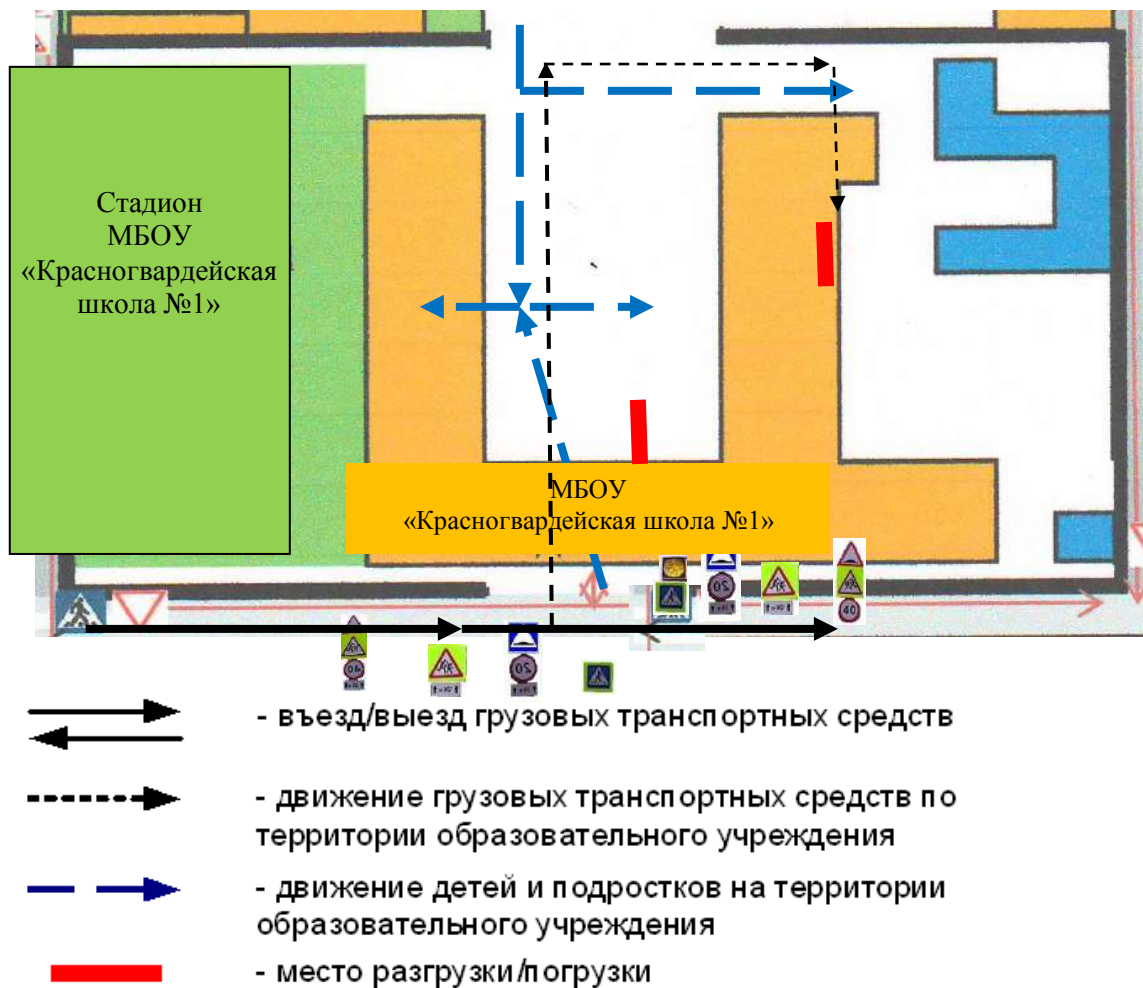 Стадион
МБОУ
«Красногвардейская
школа №1»
МБОУ
«Красногвардейская школа №1»
40
20
40
20
- въезд/выезд грузовых транспортных средств
- движение грузовых транспортных средств по
территории образовательного учреждения
- движение детей и подростков на территории
образовательного учреждения
- место разгрузки/погрузки